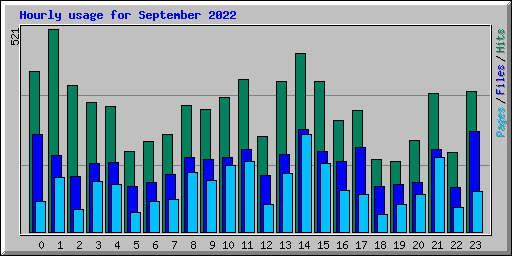 Hourly usage for September 2022
521
Pages / Files / Hits
0 1 2 3 4 5 6 7 8 9 10 11 12 13 14 15 16 17 18 19 20 21 22 23